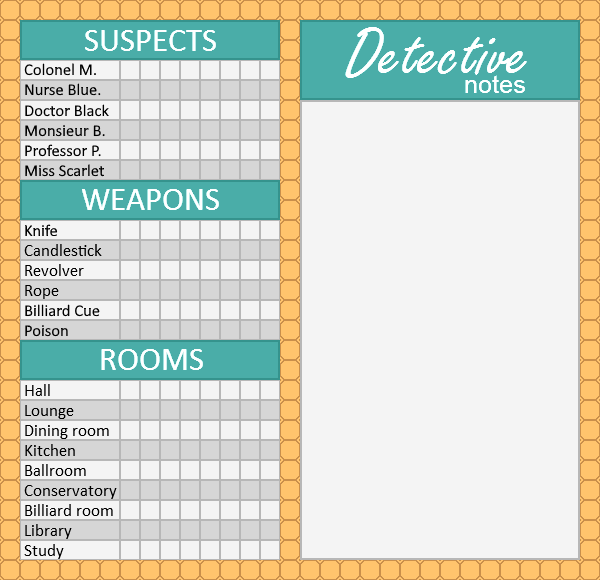 SUSPECTS
Colonel M.
Nurse Blue.
Doctor Black
Monsieur B.
Professor P.
Miss Scarlet
WEAPONS
Knife
Candlestick
Revolver
Rope
Billiard Cue
Poison
ROOMS
Hall
Lounge
Dining room
Kitchen
Ballroom
Conservatory
Billiard room
Library
Study
Detective
notes